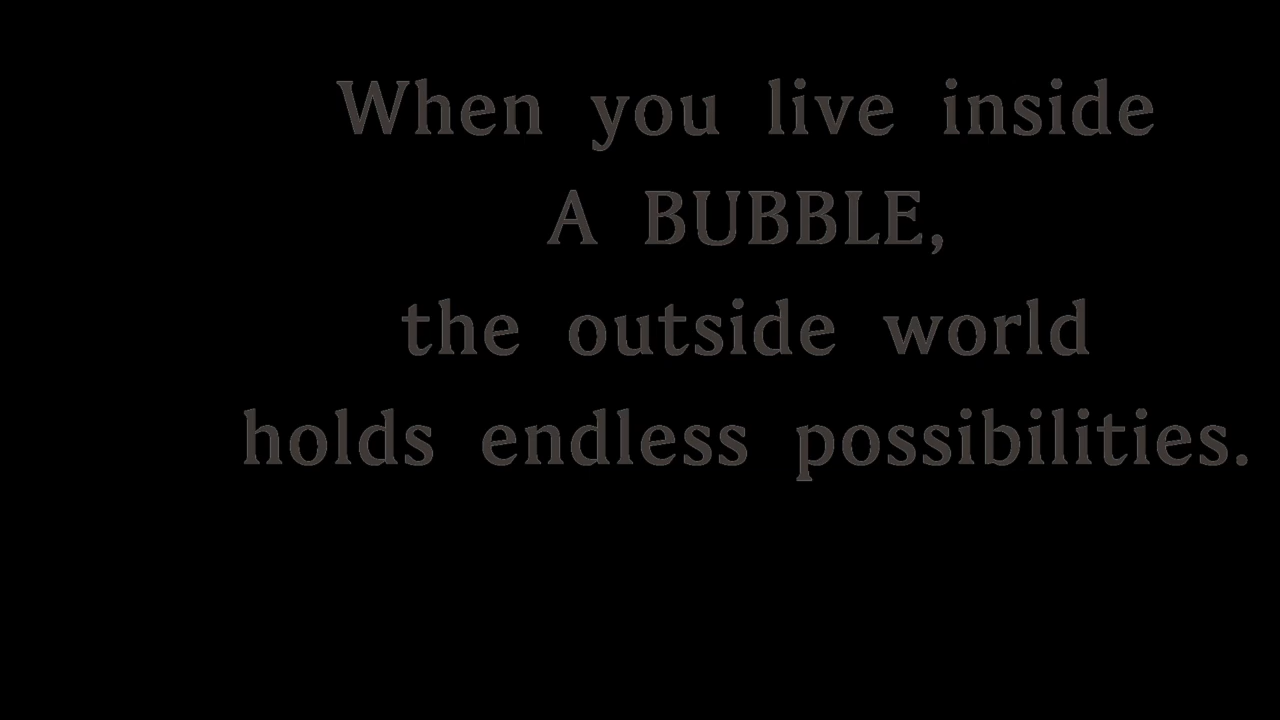 When you live inside
A BUBBLE,
the outside world
holds endless possibilities.